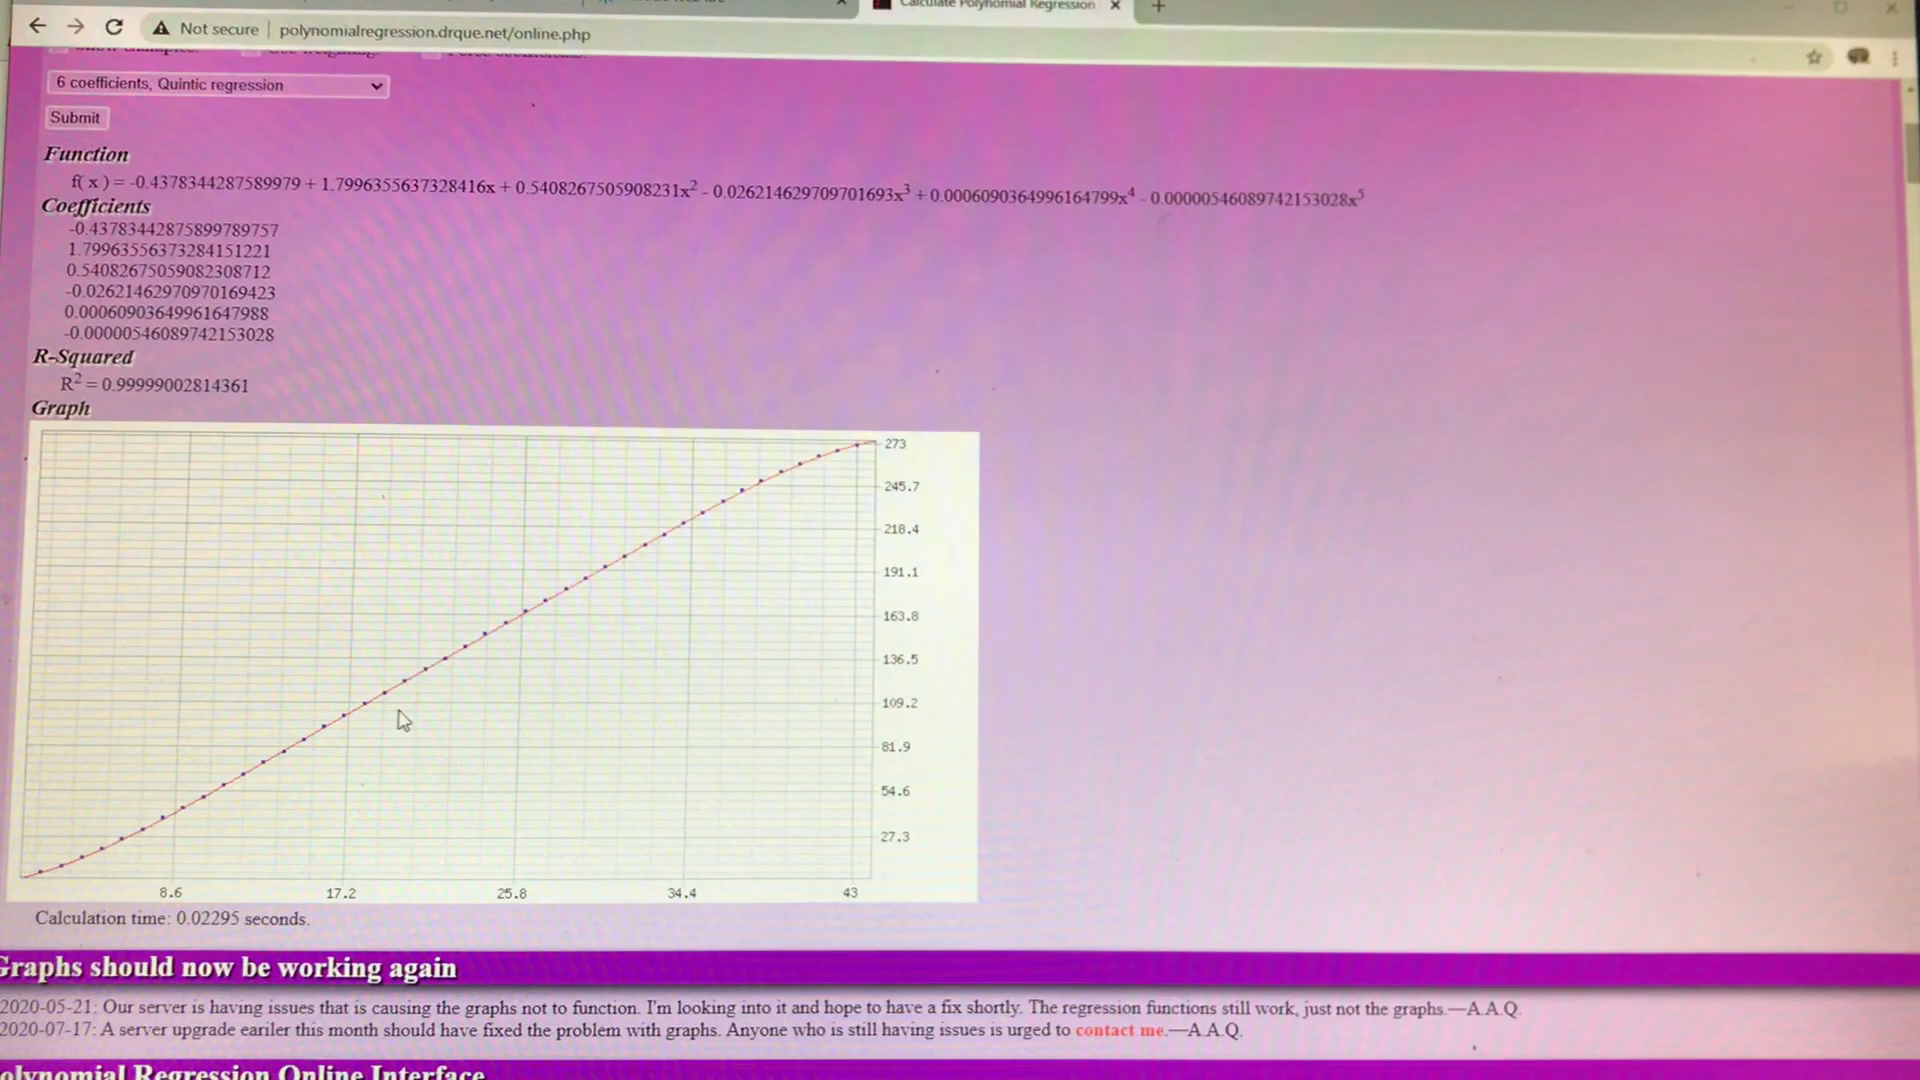 Calculate Polynomial Regression
Not secure | polynomialregression.drque.net/online.php
6 coefficients, Quintic regression
Submit
Function
f( x ) = -0.4378344287589979 + 1.7996355637328416x + 0.5408267505908231x² - 0.026214629709701693x³ + 0.0006090364996164799x⁴ - 0.00000546089742153028x⁵
Coefficients
-0.43783442875899789757
1.79963556373284151221
0.54082675059082308712
-0.02621462970970169423
0.00060903649961647988
-0.00000546089742153028
R-Squared
R² = 0.99999002814361
Graph
273
245.7
218.4
191.1
163.8
136.5
109.2
81.9
54.6
27.3
8.6 17.2 25.8 34.4 43
Calculation time: 0.02295 seconds.
Graphs should now be working again
2020-05-21: Our server is having issues that is causing the graphs not to function. I'm looking into it and hope to have a fix shortly. The regression functions still work, just not the graphs.—A.A.Q.
2020-07-17: A server upgrade eariler this month should have fixed the problem with graphs. Anyone who is still having issues is urged to contact me.—A.A.Q.
olynomial Regression Online Interface